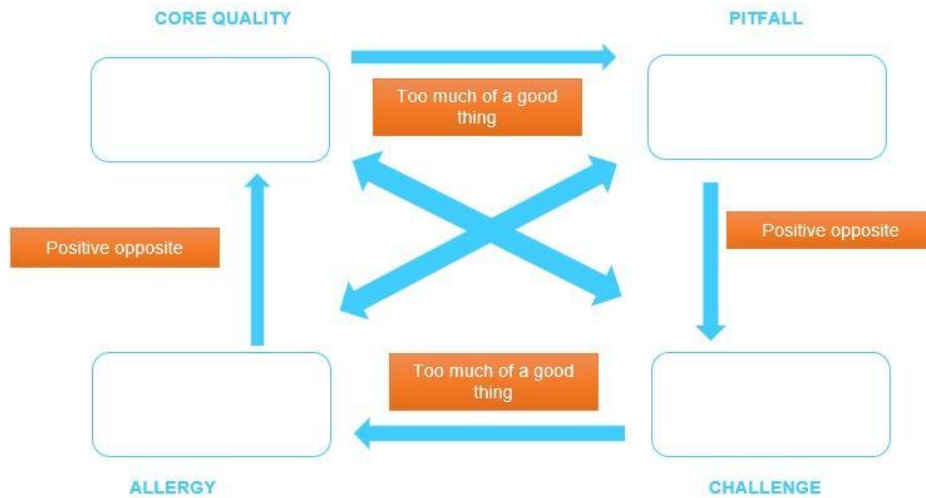 CORE QUALITY
PITFALL
Too much of a good
thing
Positive opposite
Positive opposite
Too much of a good
thing
ALLERGY
CHALLENGE